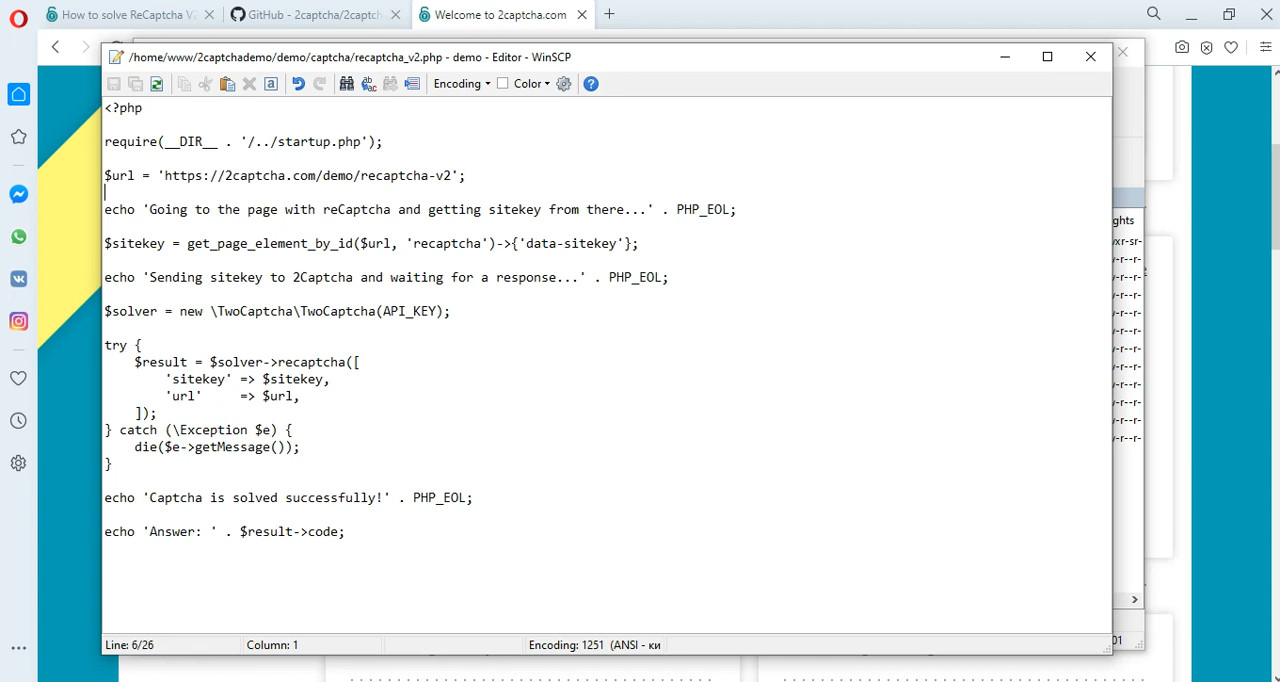 How to solve ReCaptcha V2
GitHub - 2captcha/2captch
Welcome to 2captcha.com
/home/www/2captchademo/demo/captcha/recaptcha_v2.php - demo - Editor - WinSCP
Encoding
Color
<?php
require(__DIR__ . '/../startup.php');
$url = 'https://2captcha.com/demo/recaptcha-v2';
echo 'Going to the page with reCaptcha and getting sitekey from there...' . PHP_EOL;
$sitekey = get_page_element_by_id($url, 'recaptcha')->{'data-sitekey'};
echo 'Sending sitekey to 2Captcha and waiting for a response...' . PHP_EOL;
$solver = new \TwoCaptcha\TwoCaptcha(API_KEY);
try {
    $result = $solver->recaptcha([
        'sitekey' => $sitekey,
        'url'     => $url,
    ]);
} catch (\Exception $e) {
    die($e->getMessage());
}
echo 'Captcha is solved successfully!' . PHP_EOL;
echo 'Answer: ' . $result->code;
ghts
xr-sr-
-r--r-
-r--r-
-r--r-
-r--r-
-r--r-
-r--r-
-r--r-
-r--r-
-r--r-
-r--r-
-r--r-
01
Line: 6/26
Column: 1
Encoding: 1251 (ANSI - ки